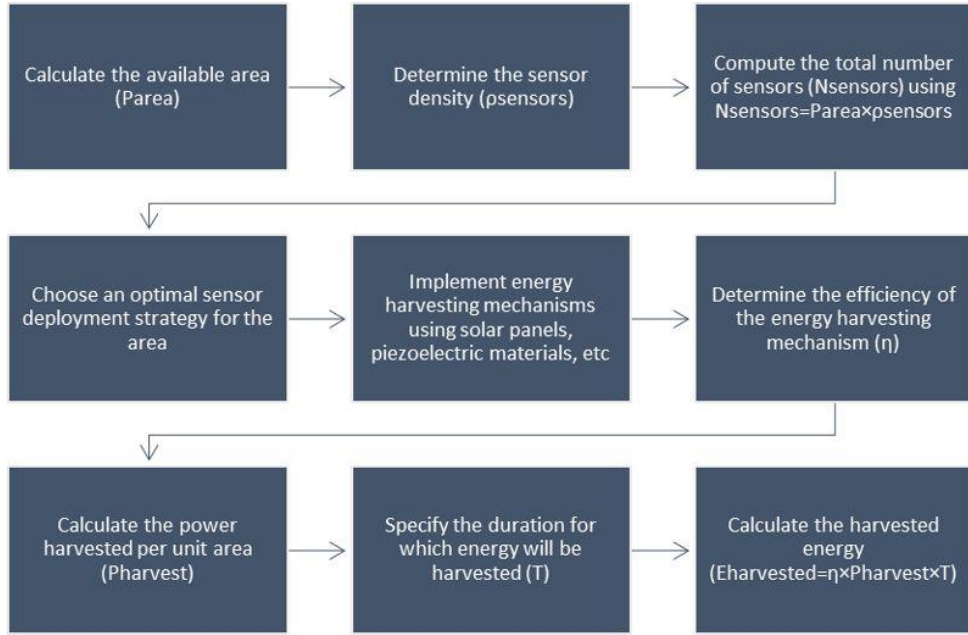 Calculate the available area
(Parea)
Determine the sensor
density (ρsensors)
Compute the total number
of sensors (Nsensors) using
Nsensors=Parea×ρsensors
Choose an optimal sensor
deployment strategy for the
area
Implement energy
harvesting mechanisms
using solar panels,
piezoelectric materials, etc
Determine the efficiency of
the energy harvesting
mechanism (η)
Calculate the power
harvested per unit area
(Pharvest)
Specify the duration for
which energy will be
harvested (T)
Calculate the harvested
energy
(Eharvested=η×Pharvest×T)